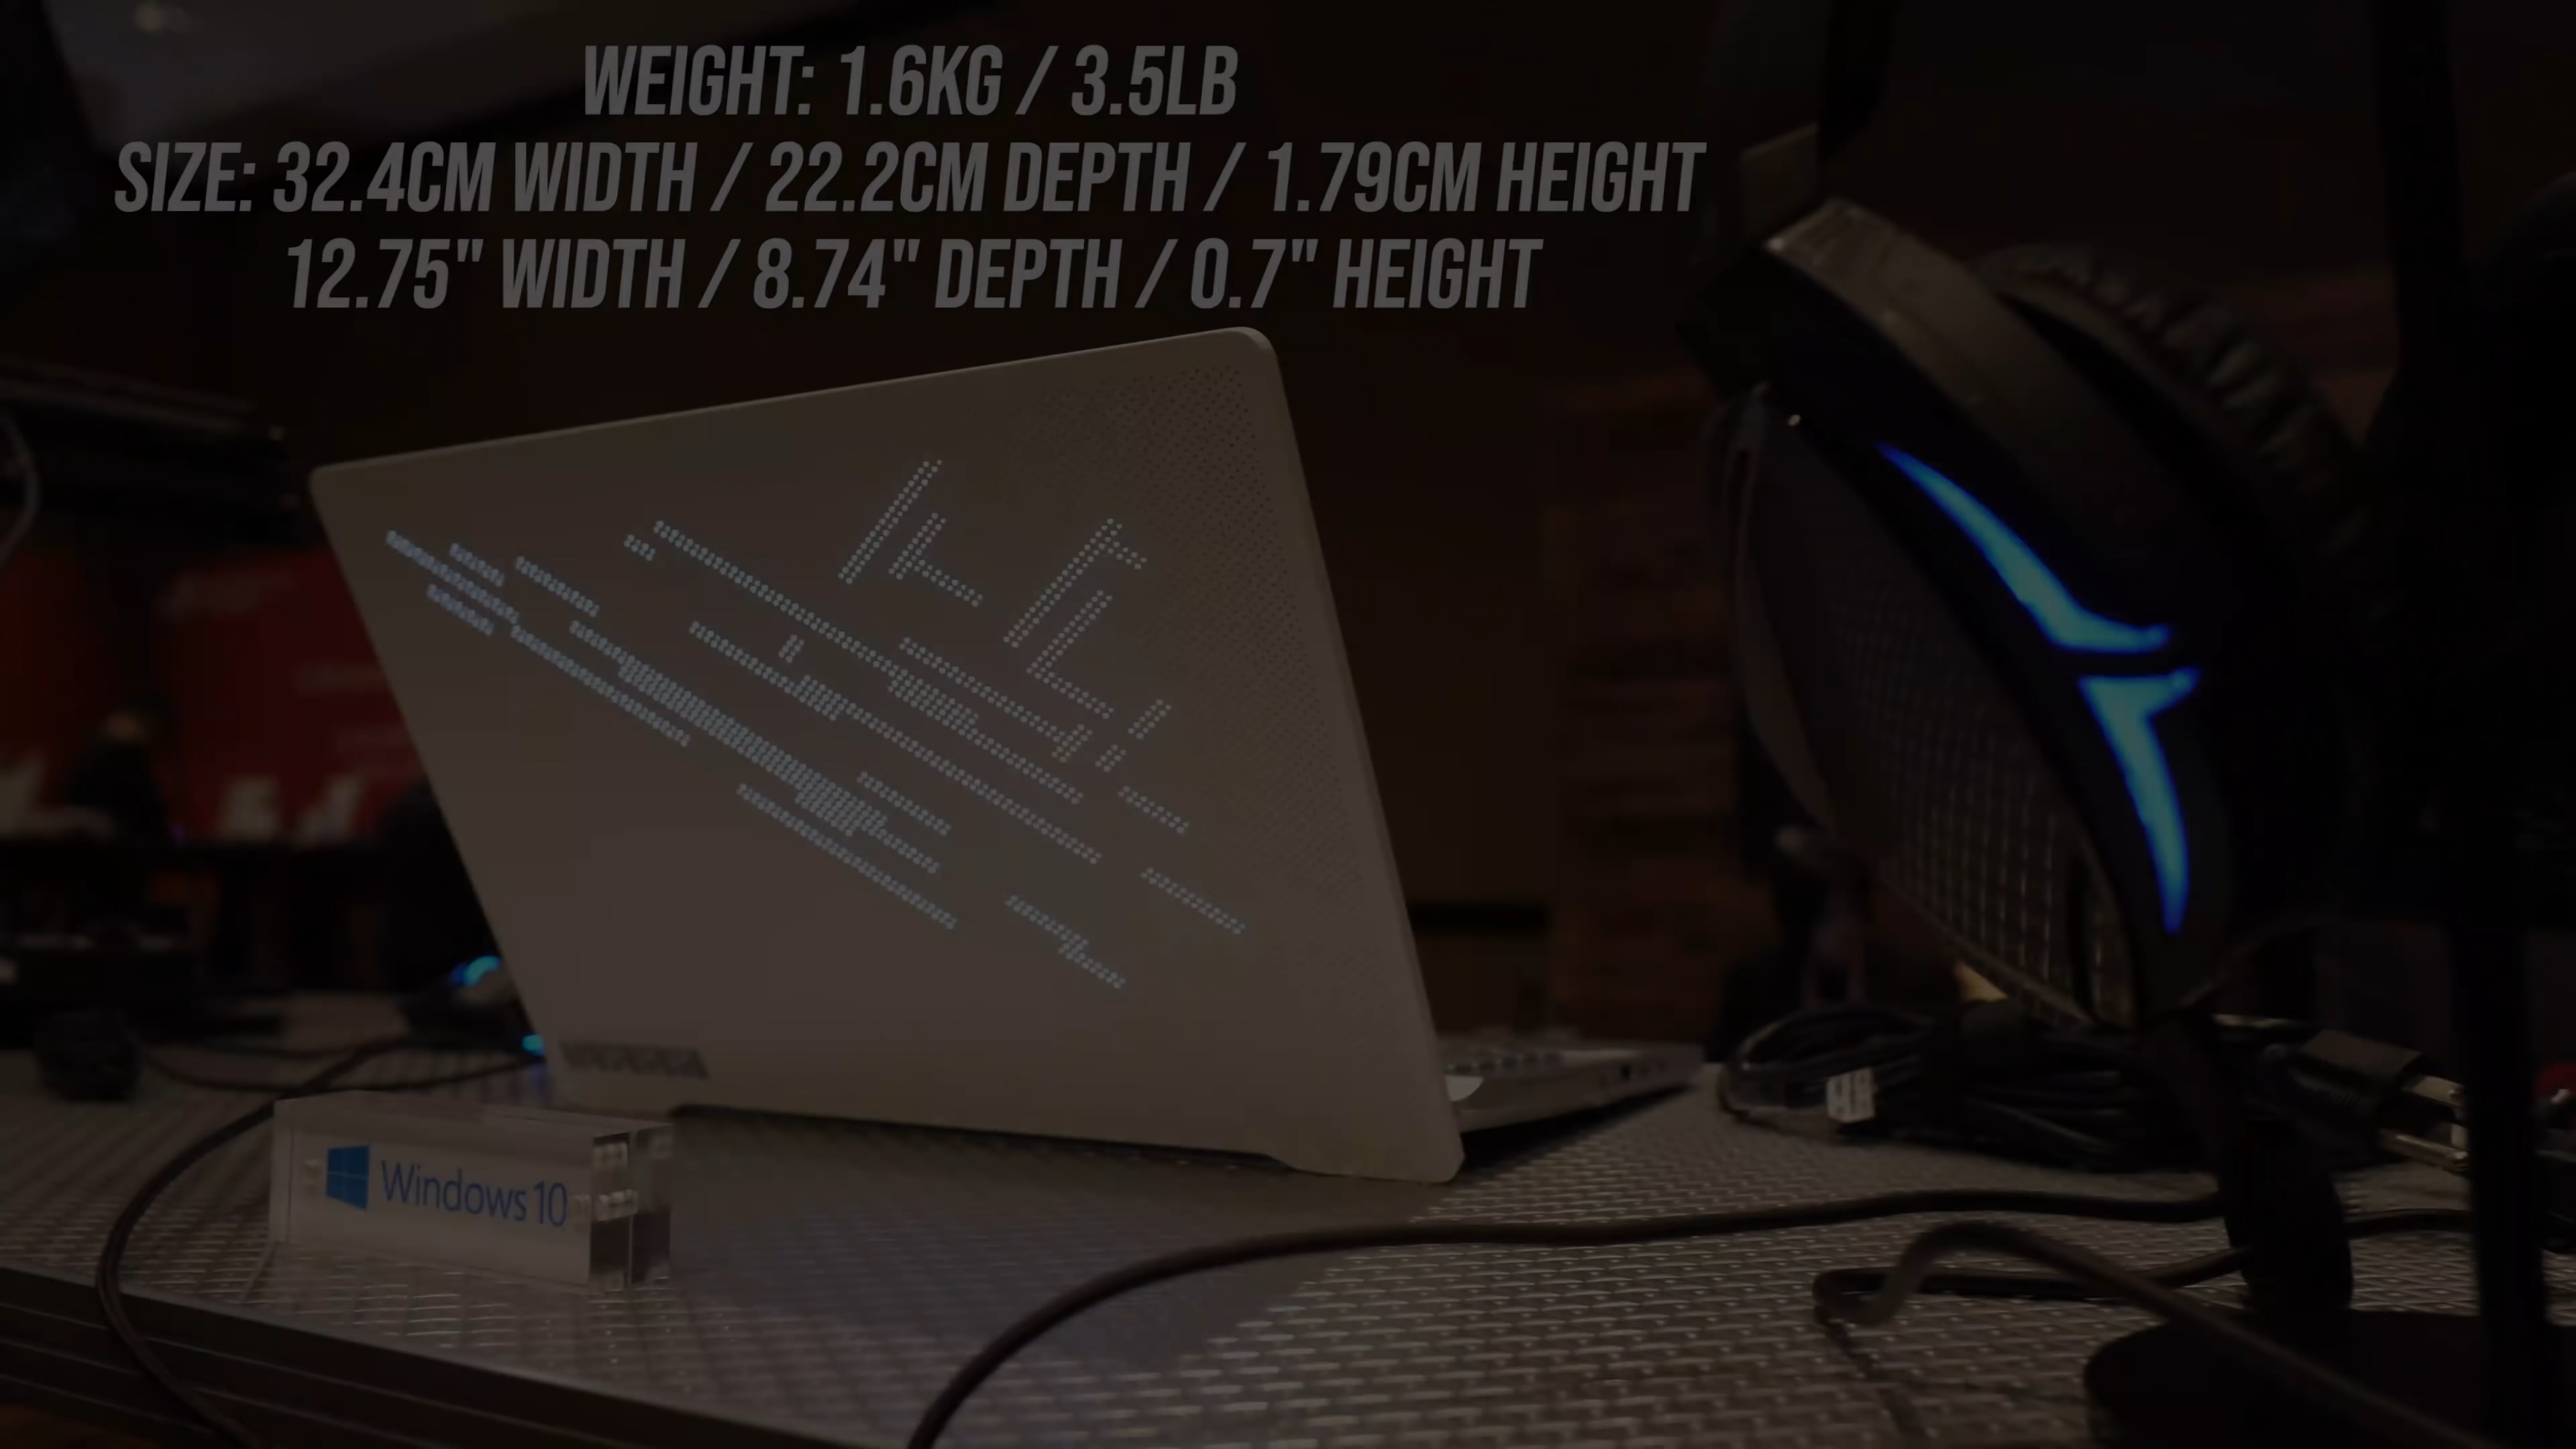 WEIGHT: 1.6KG / 3.5LB
SIZE: 32.4CM WIDTH / 22.2CM DEPTH / 1.79CM HEIGHT
12.75" WIDTH / 8.74" DEPTH / 0.7" HEIGHT
Windows 10